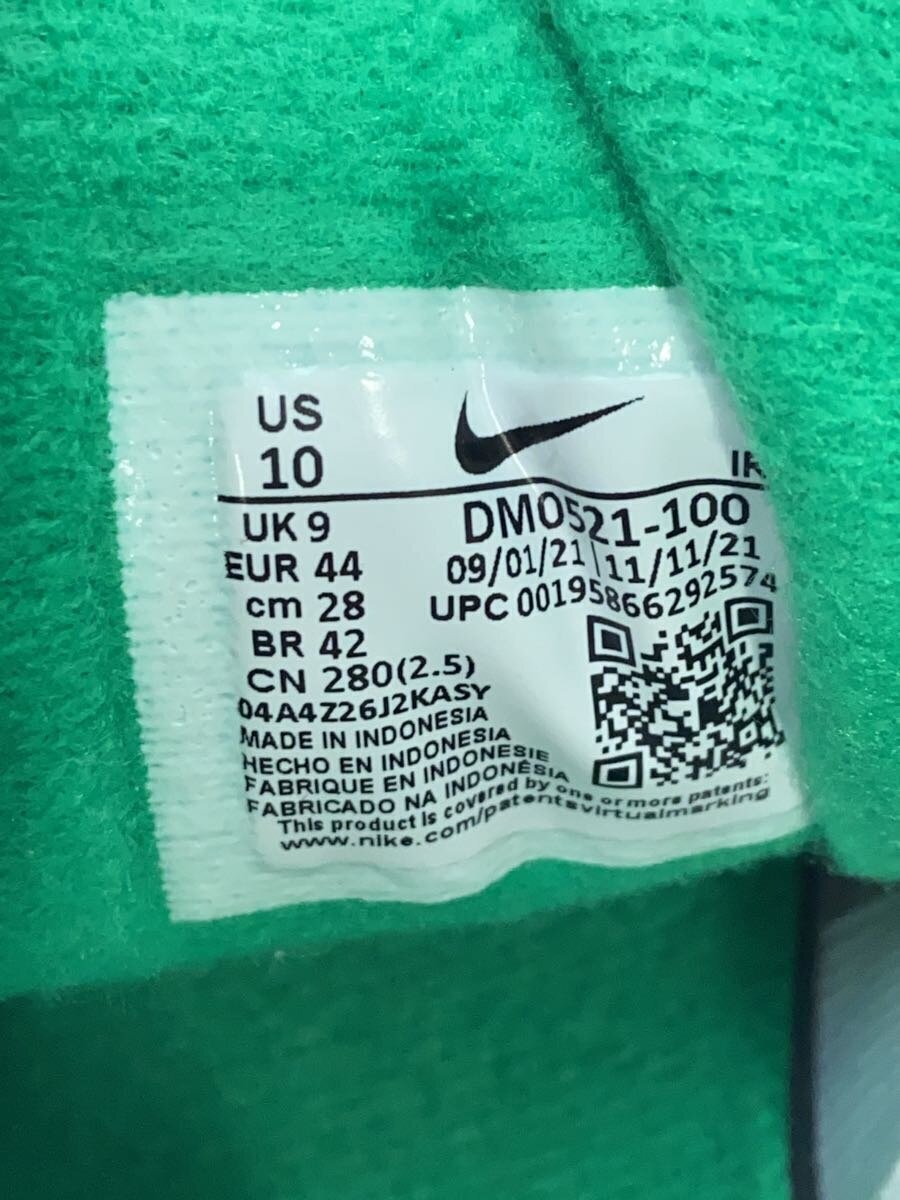 US
10
UK 9
EUR 44
cm 28
BR 42
CN 280(2.5)
DM0521-100
09/01/21 | 11/11/21
UPC 00195866292574
04A4Z26J2KASY
MADE IN INDONESIA
HECHO EN INDONESIA
FABRIQUE EN INDONESIE
FABRICADO NA INDONÉSIA
This product is covered by one or more patents:
www.nike.com/patentsvirtualmarking